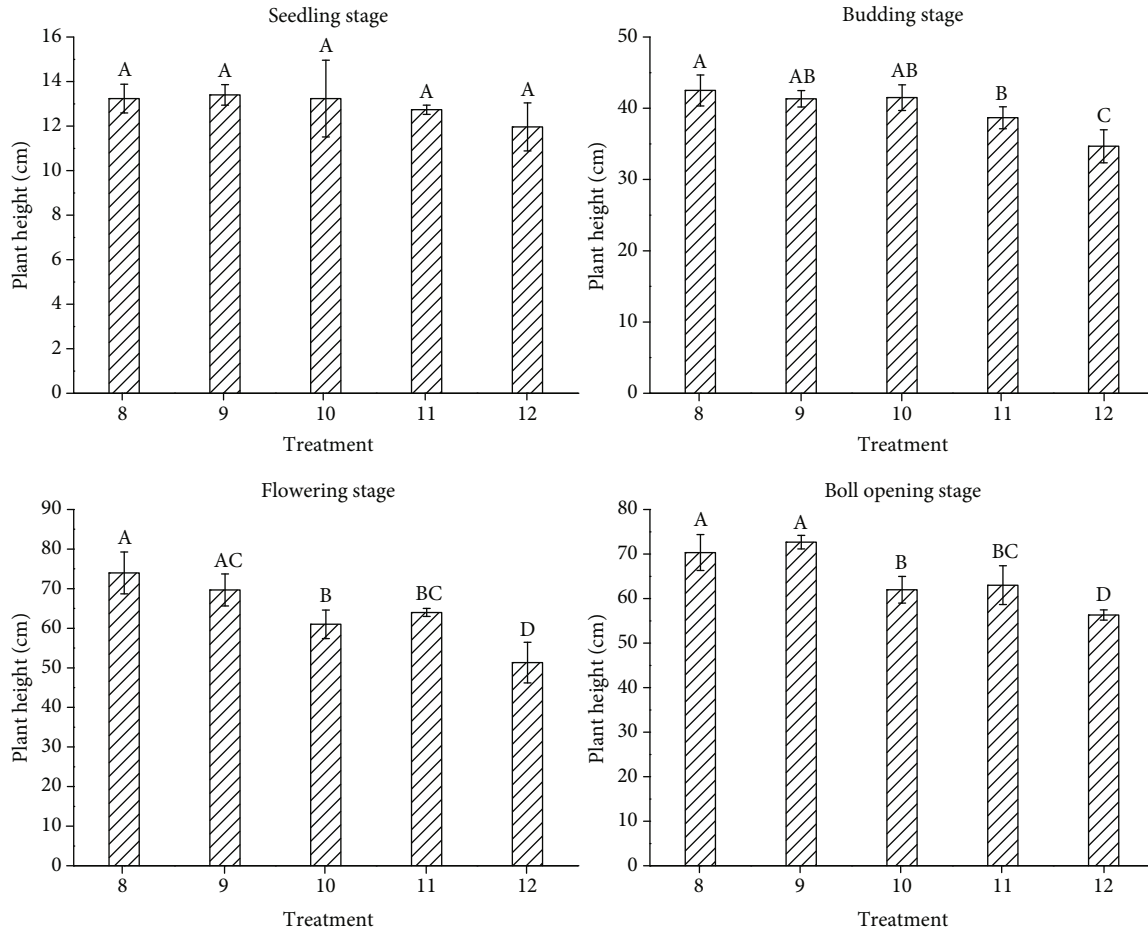 Seedling stage
16
14
12
10
8
6
4
2
0
Plant height (cm)
A
A
A
A
A
8 9 10 11 12
Treatment
Budding stage
50
40
30
20
10
0
Plant height (cm)
A
AB
AB
B
C
8 9 10 11 12
Treatment
Flowering stage
90
80
70
60
50
40
30
20
10
0
Plant height (cm)
A
AC
B
BC
D
8 9 10 11 12
Treatment
Boll opening stage
80
70
60
50
40
30
20
10
0
Plant height (cm)
A
A
B
BC
D
8 9 10 11 12
Treatment